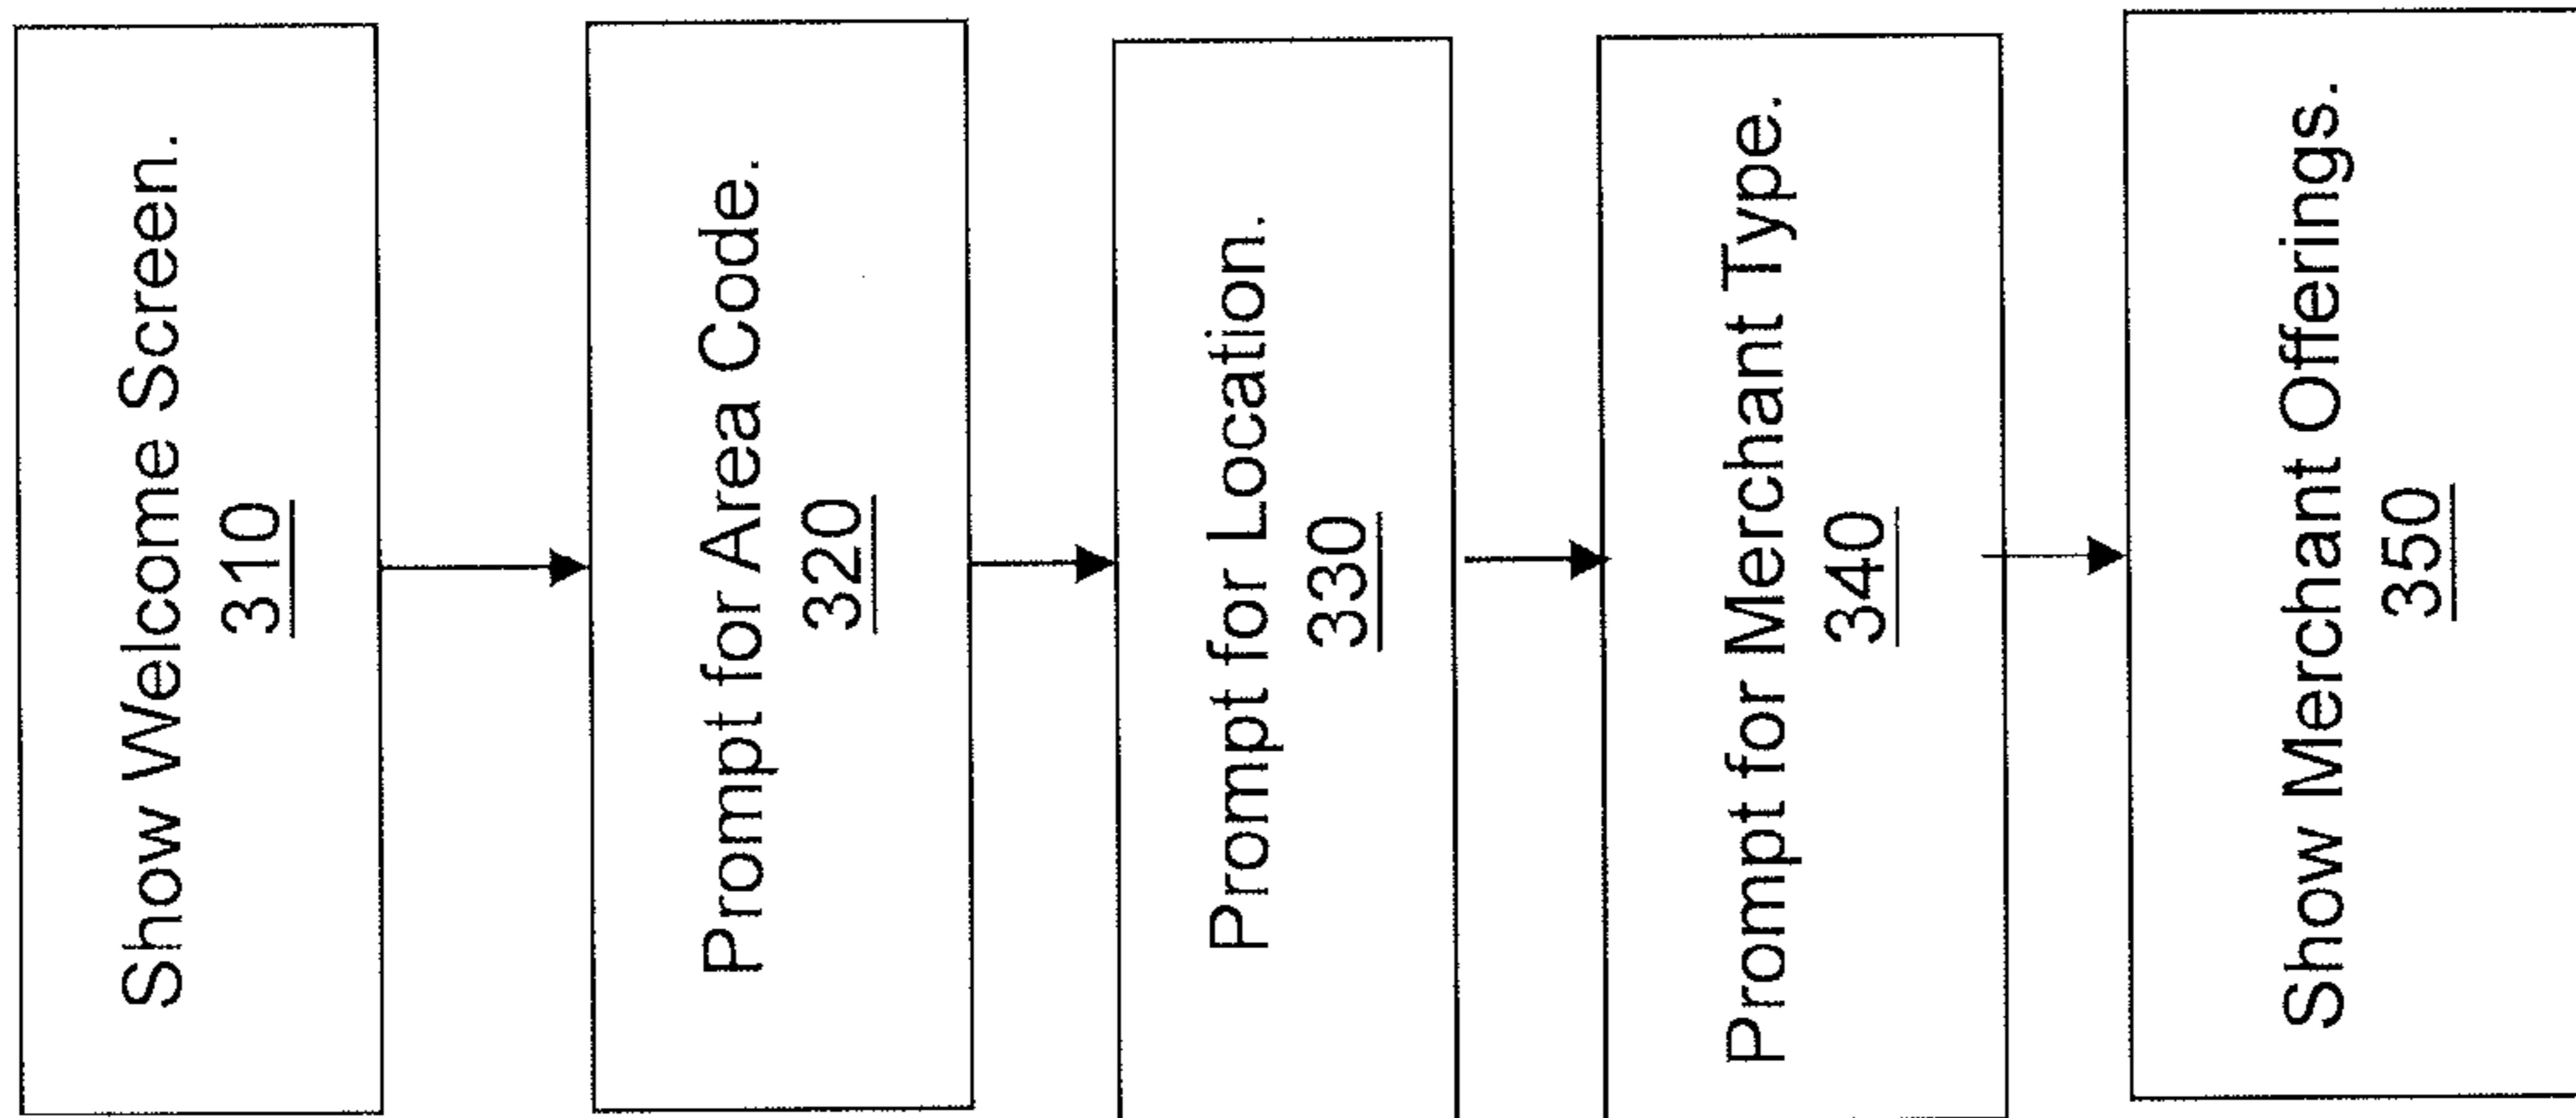 Show Welcome Screen.
310
Prompt for Area Code.
320
Prompt for Location.
330
Prompt for Merchant Type.
340
Show Merchant Offerings.
350